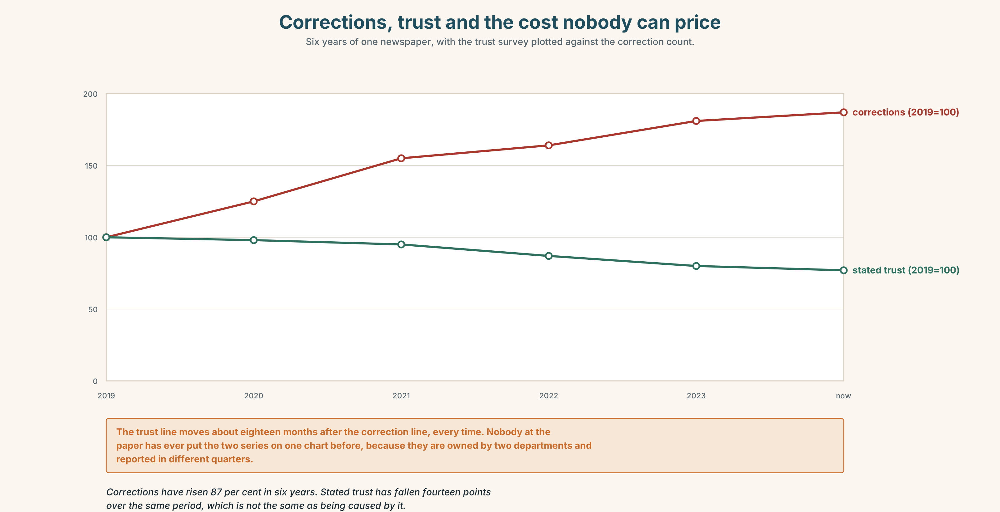 Corrections, trust and the cost nobody can price
Six years of one newspaper, with the trust survey plotted against the correction count.
200
150
100
50
0
corrections (2019=100)
stated trust (2019=100)
2019
2020
2021
2022
2023
now
The trust line moves about eighteen months after the correction line, every time. Nobody at the
paper has ever put the two series on one chart before, because they are owned by two departments and
reported in different quarters.
Corrections have risen 87 per cent in six years. Stated trust has fallen fourteen points
over the same period, which is not the same as being caused by it.